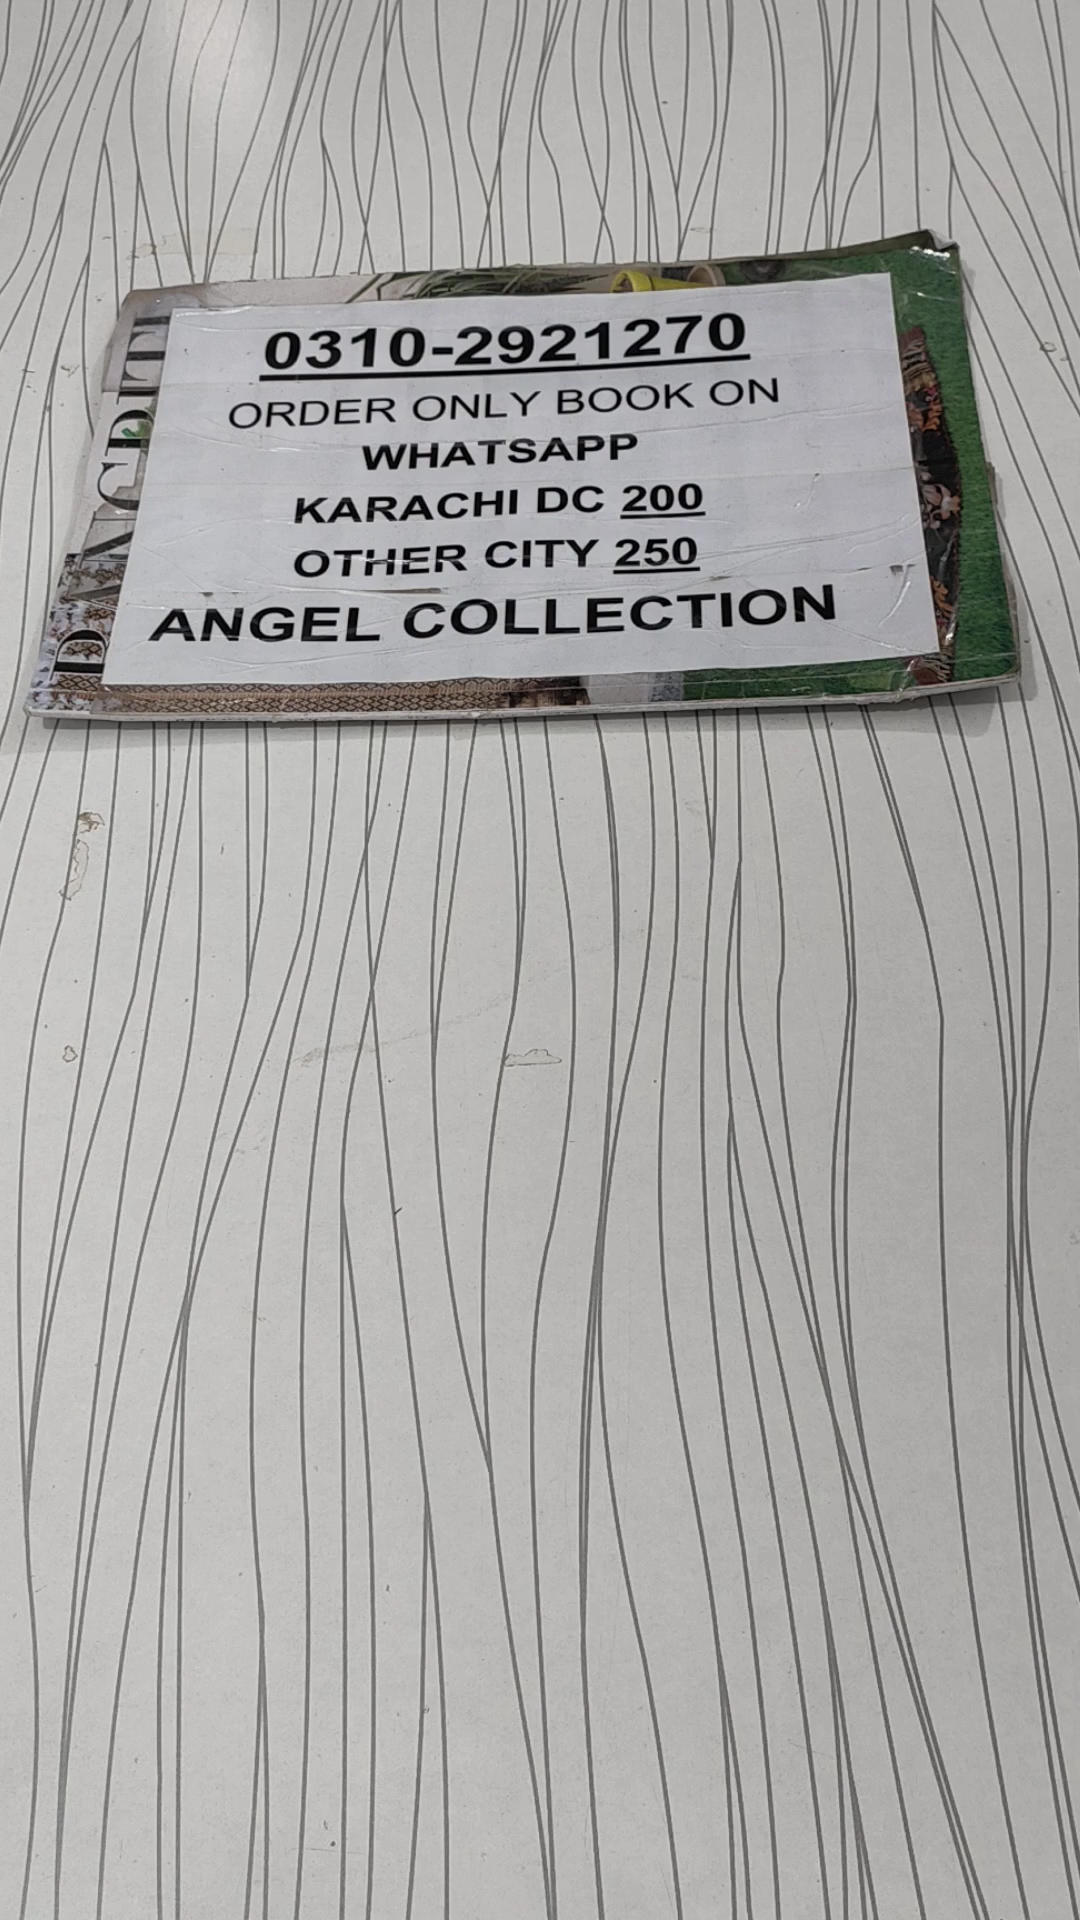 0310-2921270
ORDER ONLY BOOK ON
WHATSAPP
KARACHI DC 200
OTHER CITY 250
ANGEL COLLECTION